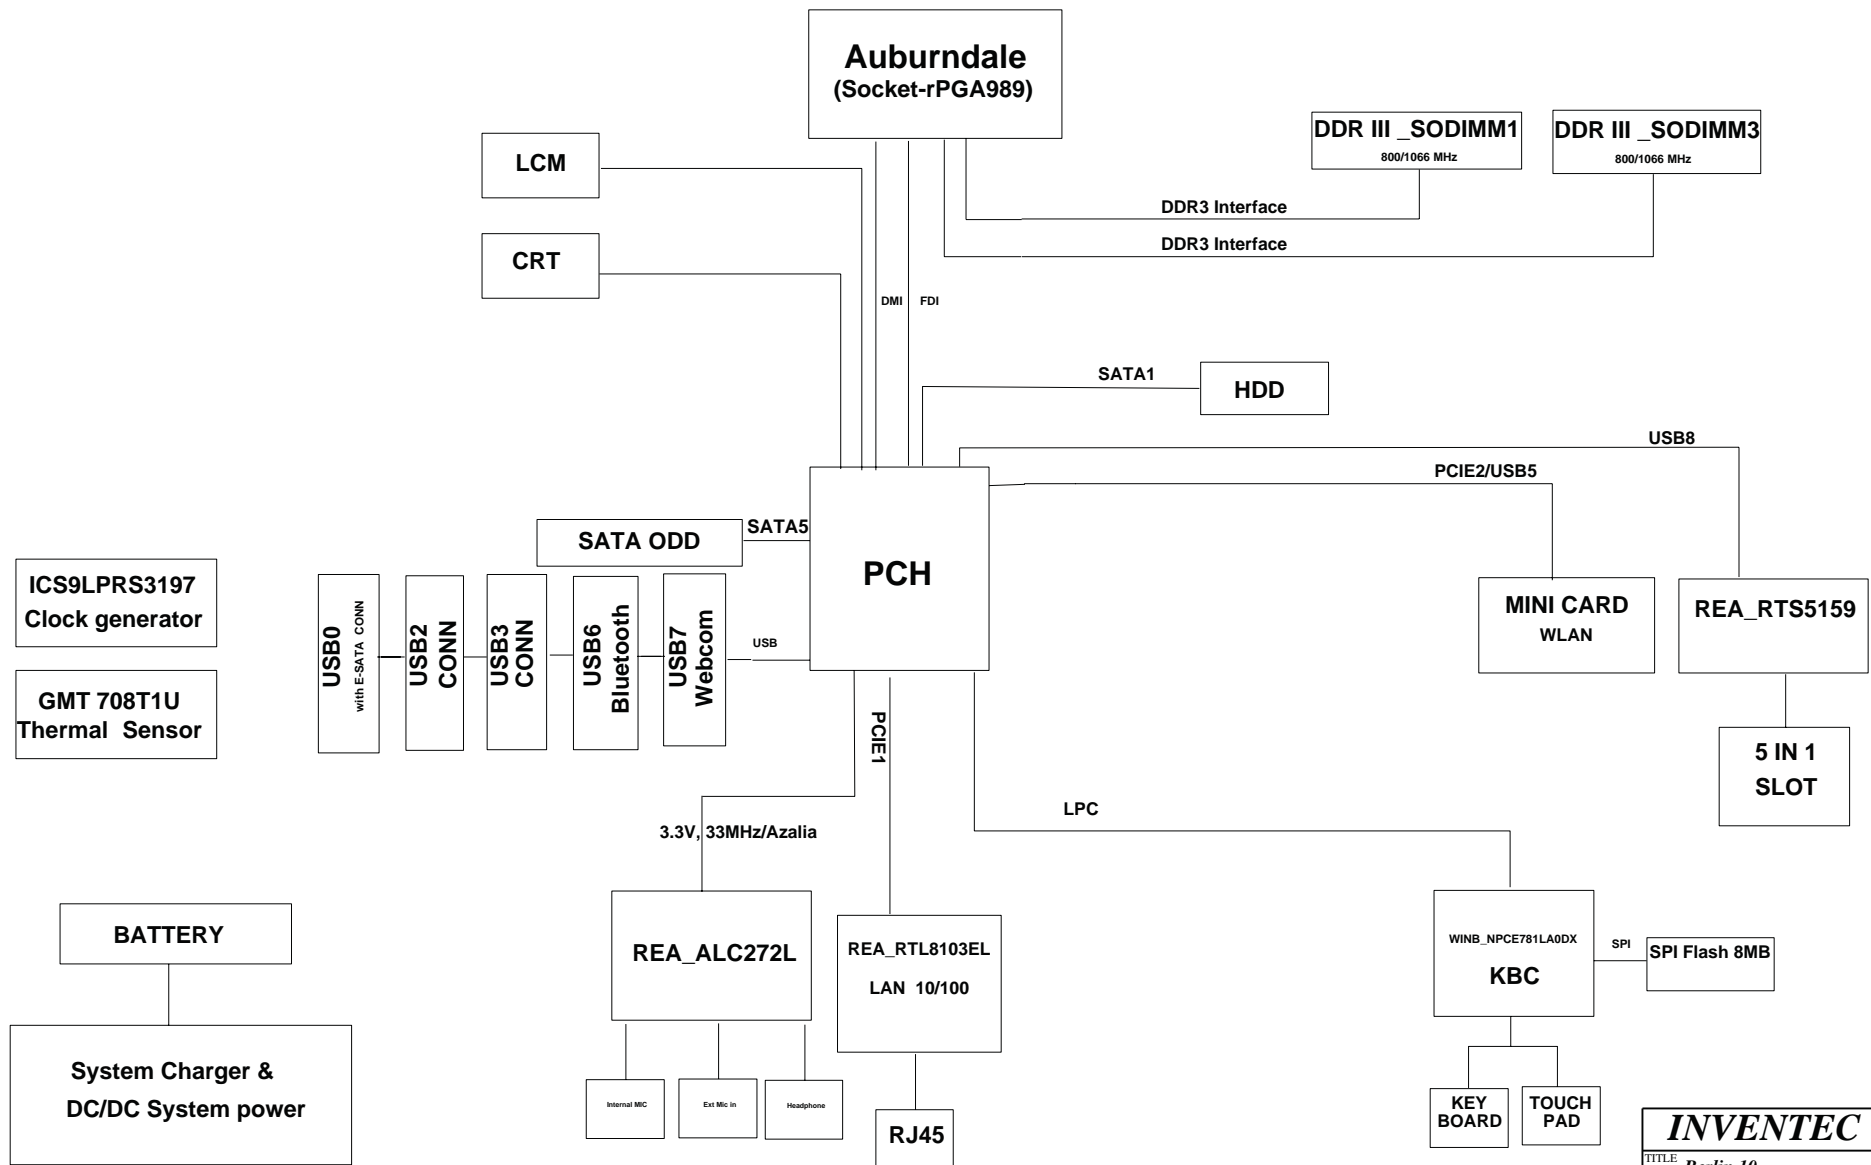 Auburndale
(Socket-rPGA989)
DDR III _SODIMM1
800/1066 MHz
DDR III _SODIMM3
800/1066 MHz
LCM
CRT
DDR3 Interface
DDR3 Interface
DMI
FDI
SATA1
HDD
USB8
PCIE2/USB5
PCH
SATA ODD
SATA5
ICS9LPRS3197
Clock generator
GMT 708T1U
Thermal  Sensor
USB0
with E-SATA  CONN
USB2
CONN
USB3
CONN
USB6
Bluetooth
USB7
Webcom
USB
MINI CARD
WLAN
REA_RTS5159
5 IN 1
SLOT
PCIE1
3.3V, 33MHz/Azalia
LPC
BATTERY
System Charger &
DC/DC System power
REA_ALC272L
REA_RTL8103EL
LAN  10/100
WINB_NPCE781LA0DX
KBC
SPI
SPI Flash 8MB
Internal MIC
Ext Mic in
Headphone
RJ45
KEY
BOARD
TOUCH
PAD
INVENTEC
TITLE
Berlin 10